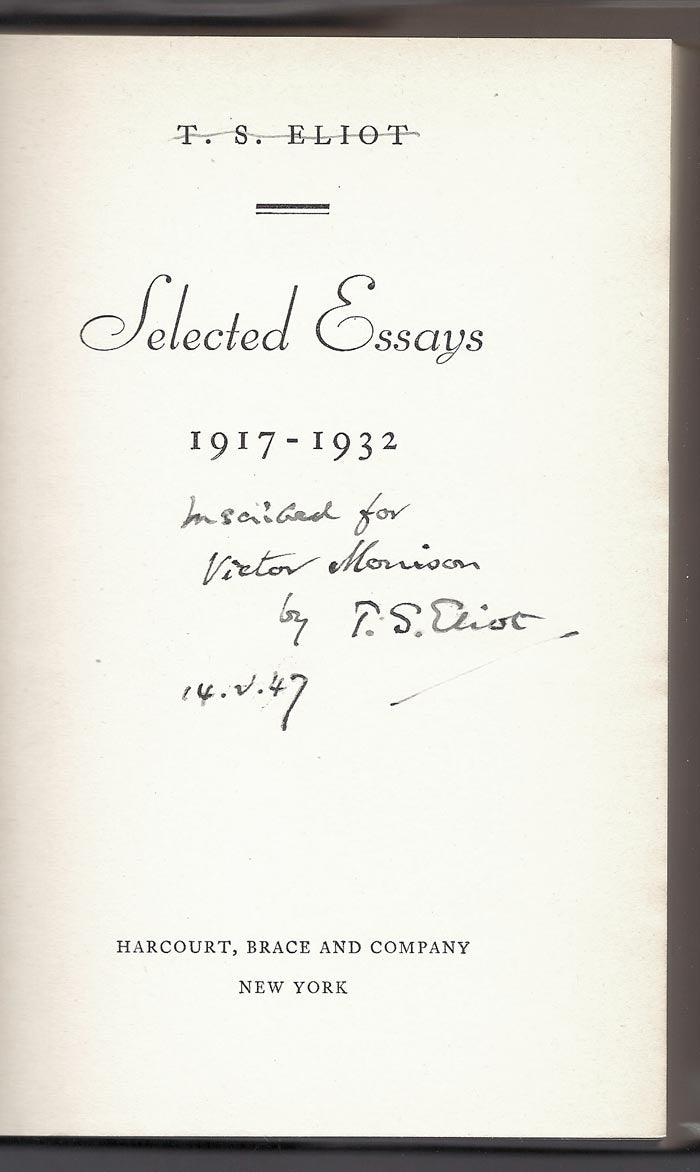 T. S. ELIOT
Selected Essays
1917-1932
Inscribed for
Victor Morrison
by T. S. Eliot
14.V.47
HARCOURT, BRACE AND COMPANY
NEW YORK